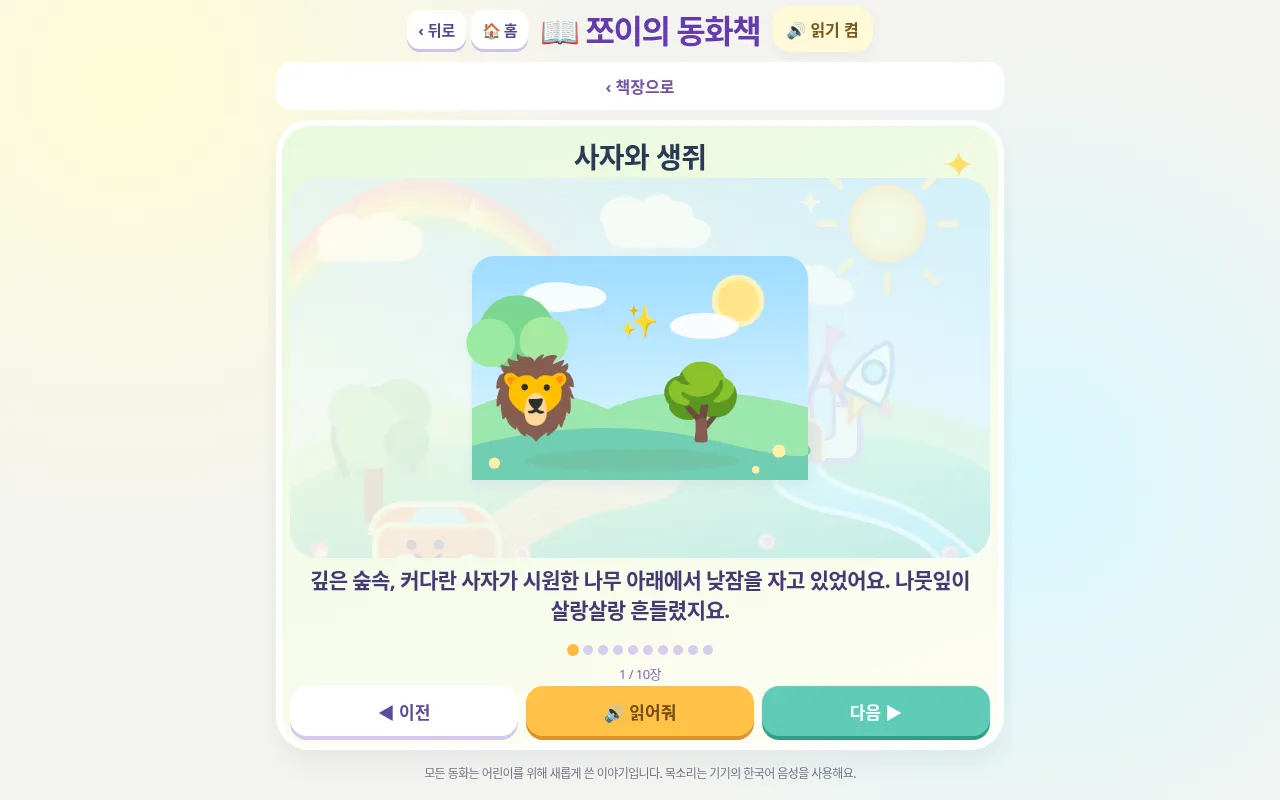 ‹ 뒤로
🏠 홈
📖 쪼이의 동화책
🔊 읽기 켬
‹ 책장으로
사자와 생쥐
깊은 숲속, 커다란 사자가 시원한 나무 아래에서 낮잠을 자고 있었어요. 나뭇잎이
살랑살랑 흔들렸지요.
1 / 10장
◀ 이전
🔊 읽어줘
다음 ▶
모든 동화는 어린이를 위해 새롭게 쓴 이야기입니다. 목소리는 기기의 한국어 음성을 사용해요.